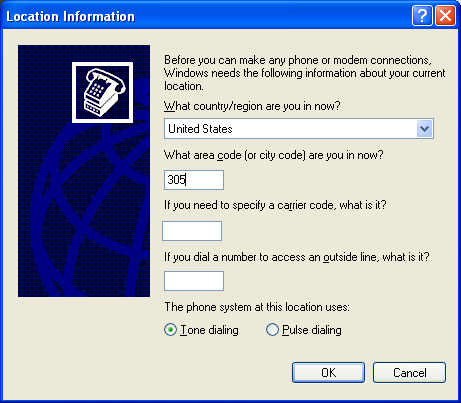 Location Information
Before you can make any phone or modem connections,
Windows needs the following information about your current
location.
What country/region are you in now?
United States
What area code (or city code) are you in now?
305
If you need to specify a carrier code, what is it?
If you dial a number to access an outside line, what is it?
The phone system at this location uses:
Tone dialing Pulse dialing
OK Cancel